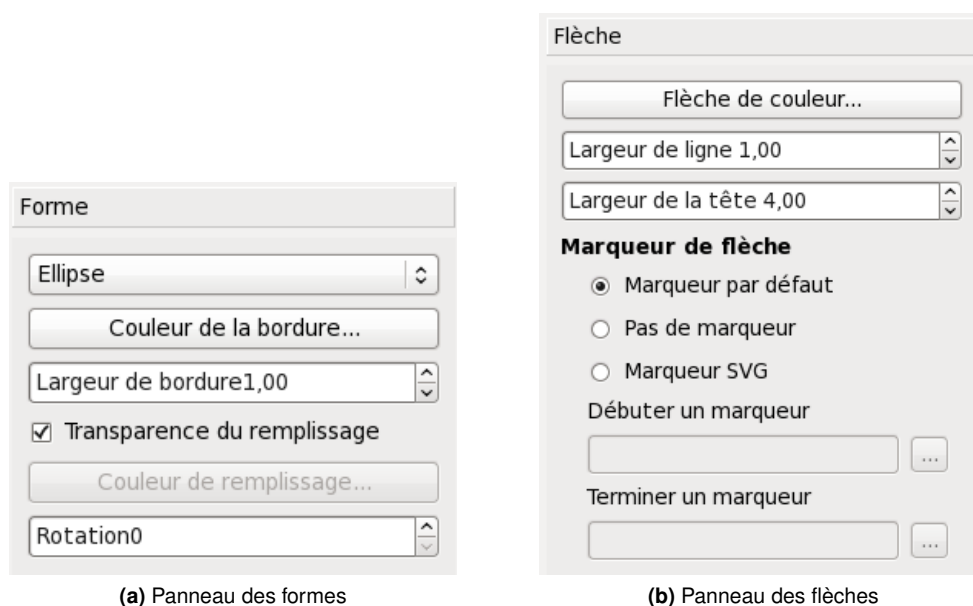 Forme
Ellipse
Couleur de la bordure...
Largeur de bordure1,00
Transparence du remplissage
Couleur de remplissage...
Rotation0
(a) Panneau des formes
Flèche
Flèche de couleur...
Largeur de ligne 1,00
Largeur de la tête 4,00
Marqueur de flèche
Marqueur par défaut
Pas de marqueur
Marqueur SVG
Débuter un marqueur
...
Terminer un marqueur
...
(b) Panneau des flèches